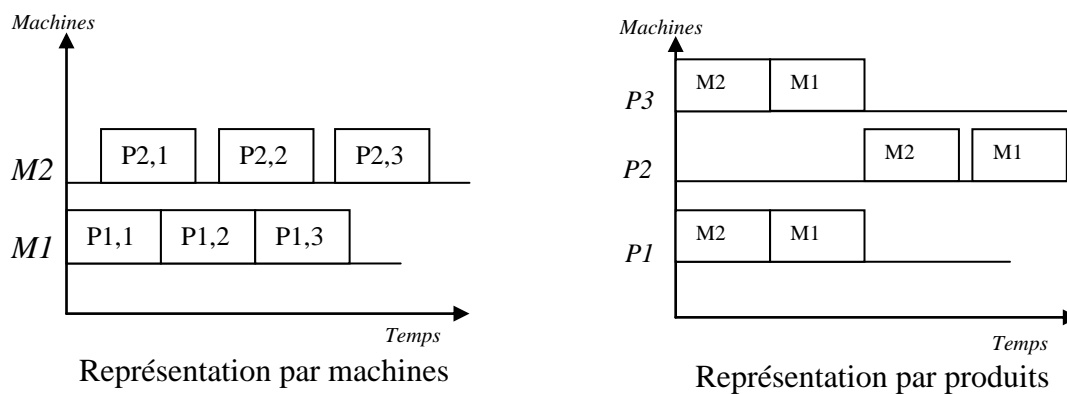 Machines
M2
P2,1 P2,2 P2,3
M1
P1,1 P1,2 P1,3
Temps
Représentation par machines
Machines
P3
M2 M1
P2
M2 M1
P1
M2 M1
Temps
Représentation par produits